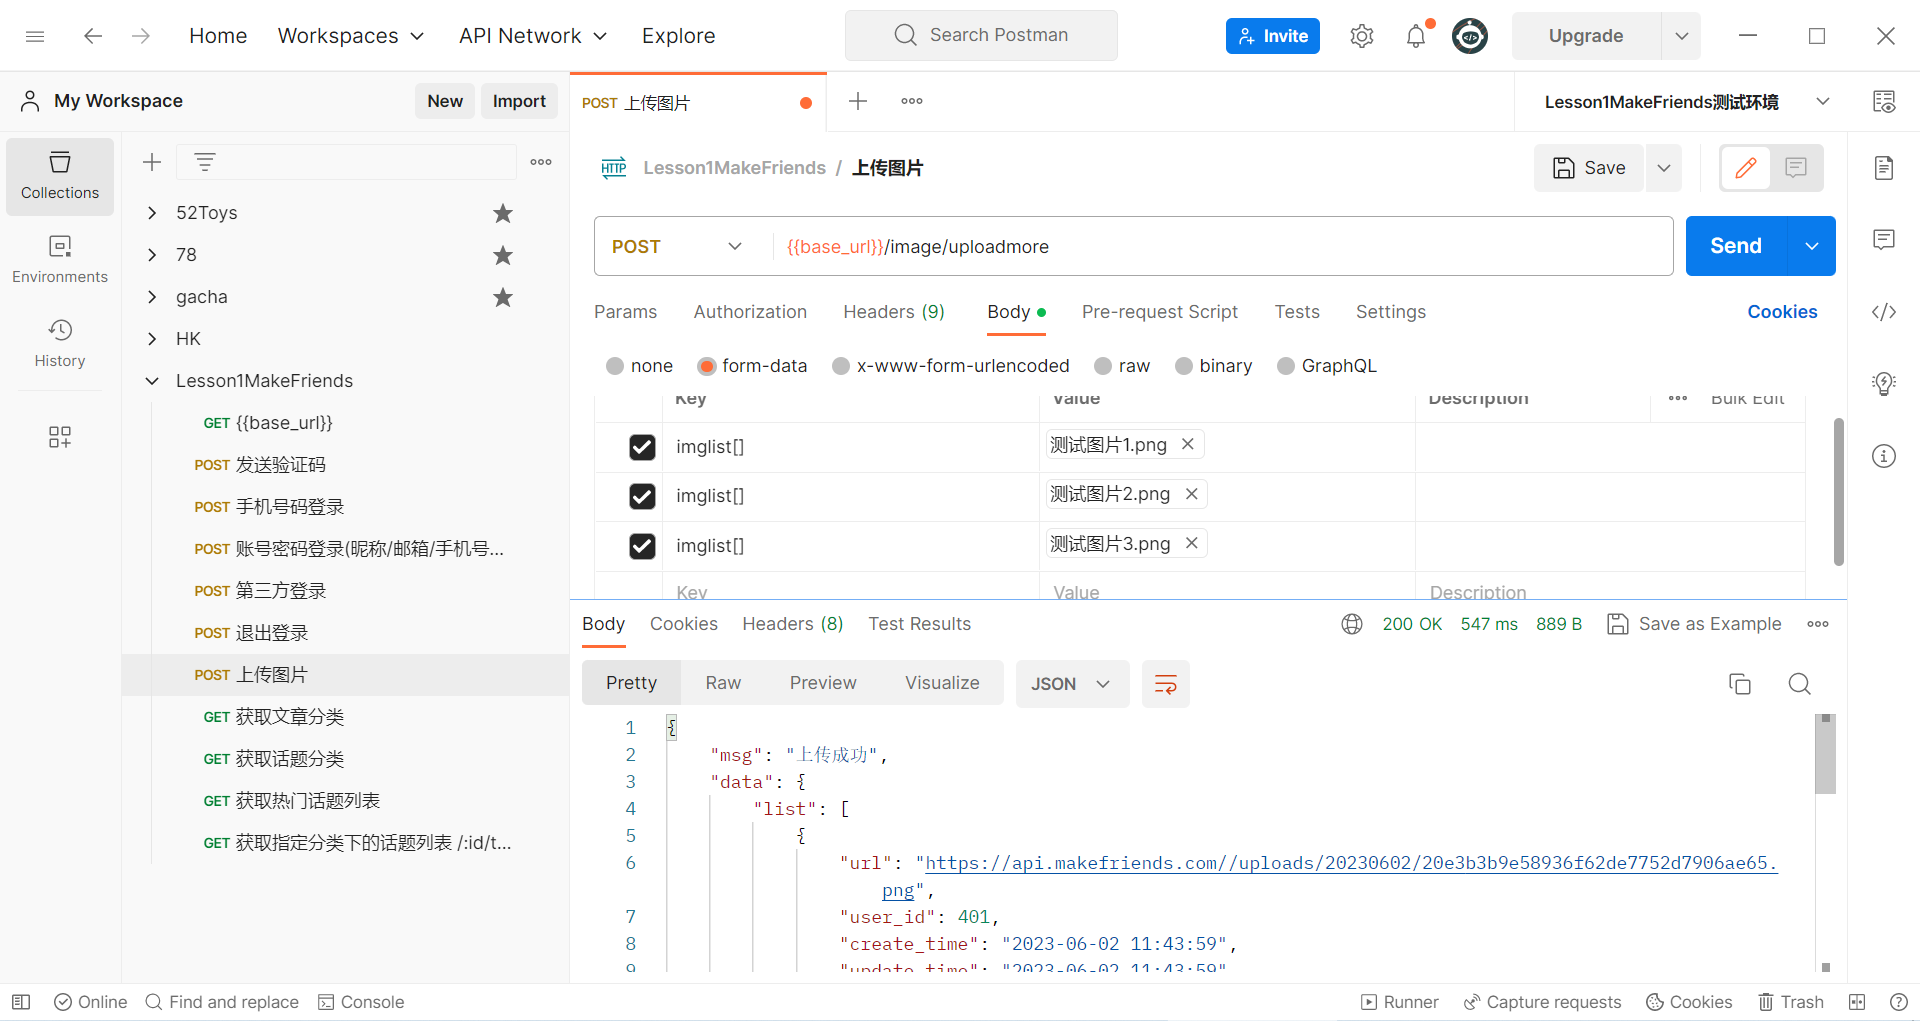 Home Workspaces API Network Explore Search Postman Invite Upgrade
My Workspace New Import
POST 上传图片
Lesson1MakeFriends测试环境
Collections
Environments
History
52Toys
78
gacha
HK
Lesson1MakeFriends
GET {{base_url}}
POST 发送验证码
POST 手机号码登录
POST 账号密码登录(昵称/邮箱/手机号...
POST 第三方登录
POST 退出登录
POST 上传图片
GET 获取文章分类
GET 获取话题分类
GET 获取热门话题列表
GET 获取指定分类下的话题列表 /:id/t...
HTTP Lesson1MakeFriends / 上传图片 Save
POST {{base_url}}/image/uploadmore Send
Params Authorization Headers (9) Body Pre-request Script Tests Settings Cookies
none form-data x-www-form-urlencoded raw binary GraphQL
Key Value Description Bulk Edit
imglist[] 测试图片1.png
imglist[] 测试图片2.png
imglist[] 测试图片3.png
Key Value Description
Body Cookies Headers (8) Test Results 200 OK 547 ms 889 B Save as Example
Pretty Raw Preview Visualize JSON
1 {
2 "msg": "上传成功",
3 "data": {
4 "list": [
5 {
6 "url": "https://api.makefriends.com//uploads/20230602/20e3b3b9e58936f62de7752d7906ae65.
png",
7 "user_id": 401,
8 "create_time": "2023-06-02 11:43:59",
9 "update_time": "2023-06-02 11:43:59"
Online Find and replace Console Runner Capture requests Cookies Trash